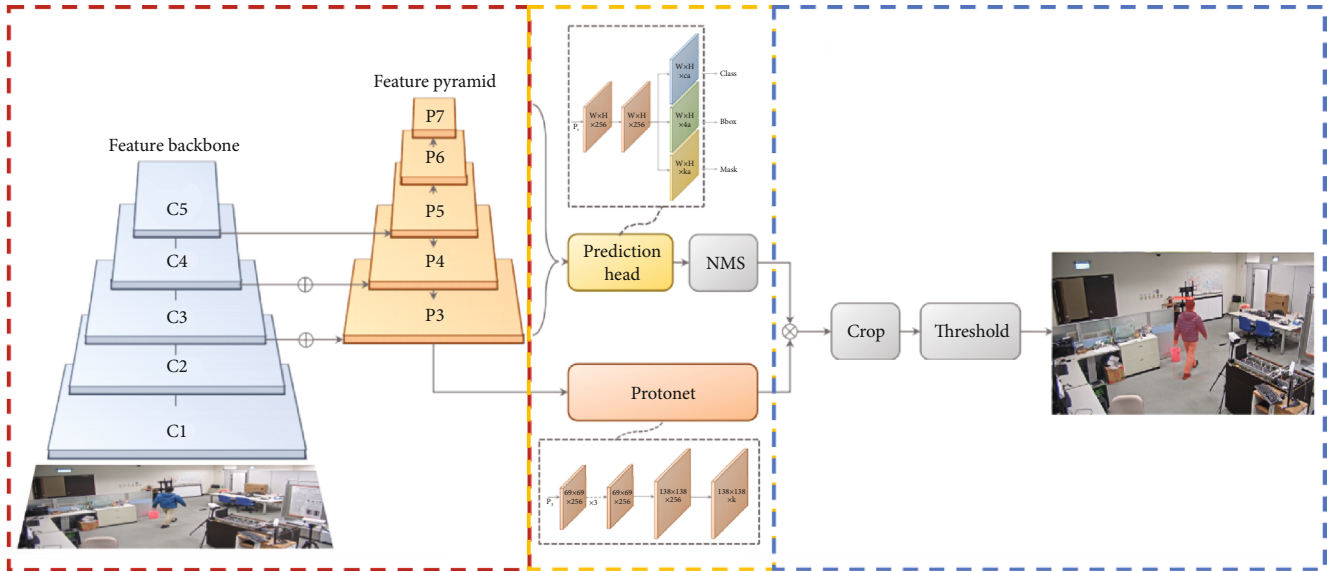 Feature backbone
C5
C4
C3
C2
C1
Feature pyramid
P7
P6
P5
P4
P3
P
W×H
×256
W×H
×256
W×H
×ca
W×H
×4a
W×H
×ka
Class
Bbox
Mask
Prediction
head
NMS
Protonet
P3
69×69
×256
×3
69×69
×256
138×138
×256
138×138
×k
Crop
Threshold